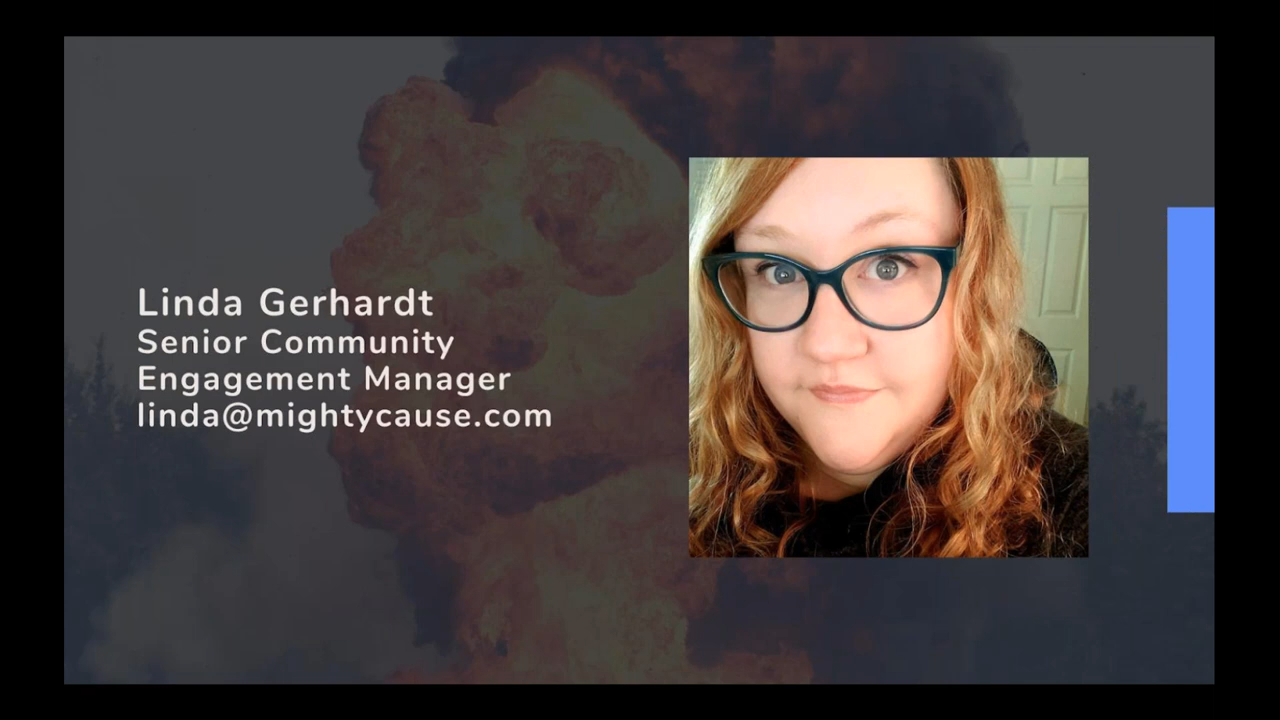 Linda Gerhardt
Senior Community
Engagement Manager
linda@mightycause.com